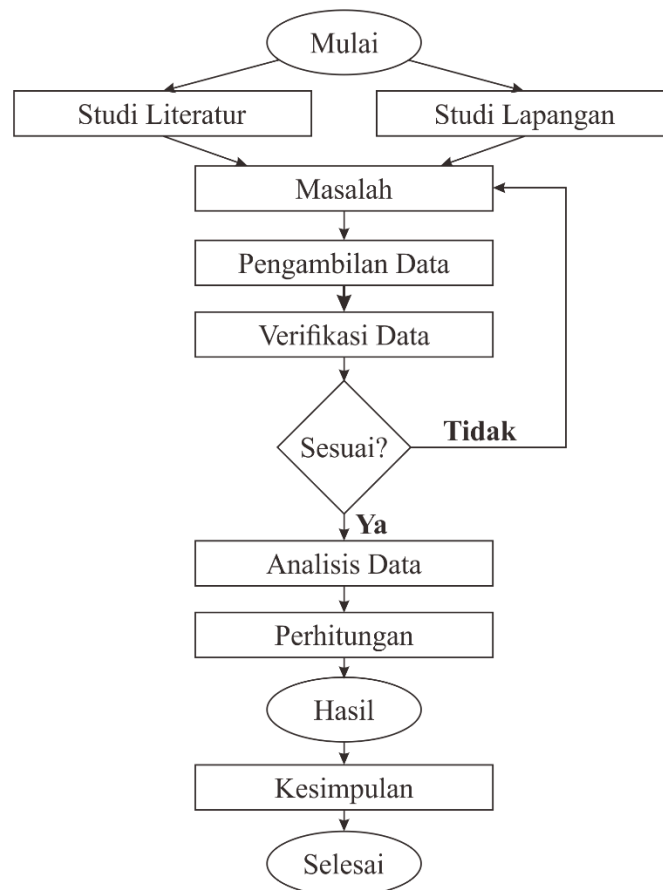 Mulai
Studi Literatur
Studi Lapangan
Masalah
Pengambilan Data
Verifikasi Data
Sesuai?
Tidak
Ya
Analisis Data
Perhitungan
Hasil
Kesimpulan
Selesai